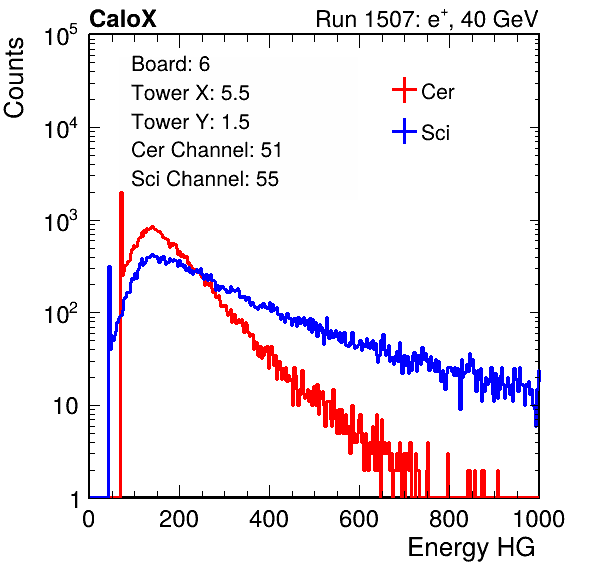 CaloX Run 1507: e⁺, 40 GeV
10⁵
Counts
Board: 6
Tower X: 5.5
Tower Y: 1.5
Cer Channel: 51
Sci Channel: 55
Cer
Sci
10⁴
10³
10²
10
1
0 200 400 600 800 1000
Energy HG